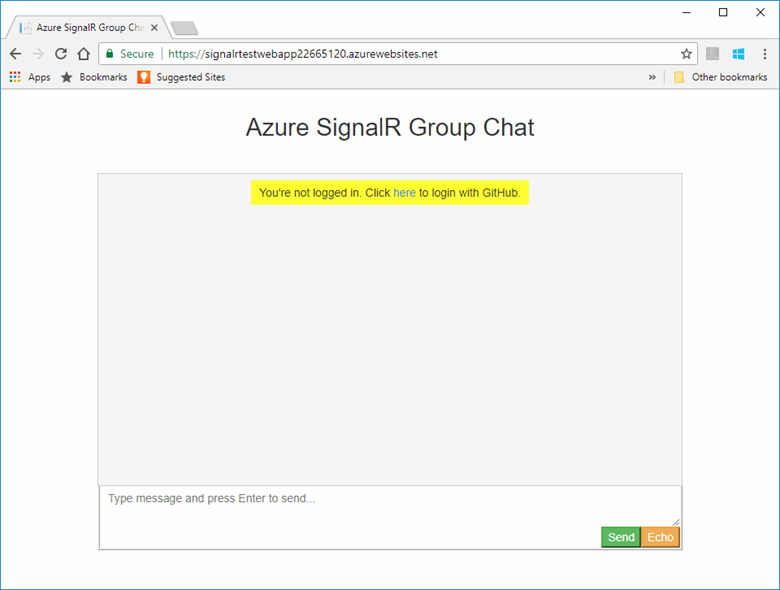 Azure SignalR Group Cha
Secure https://signalrtestwebapp22665120.azurewebsites.net
Apps Bookmarks Suggested Sites » Other bookmarks
Azure SignalR Group Chat
You're not logged in. Click here to login with GitHub.
Type message and press Enter to send...
Send Echo